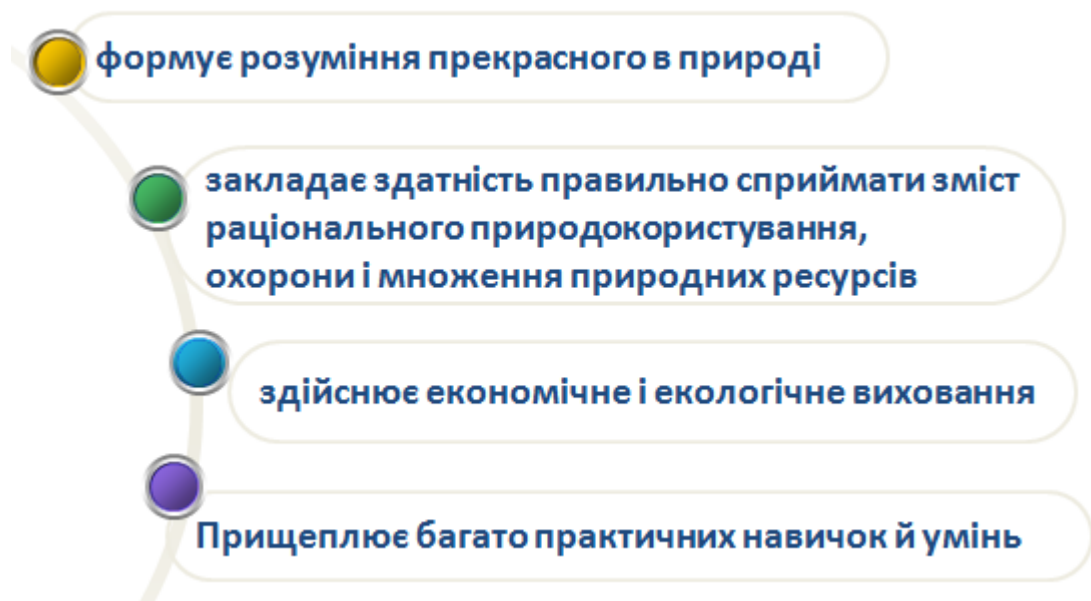 формує розуміння прекрасного в природі
закладає здатність правильно сприймати зміст
раціонального природокористування,
охорони і множення природних ресурсів
здійснює економічне і екологічне виховання
Прищеплює багато практичних навичок й умінь